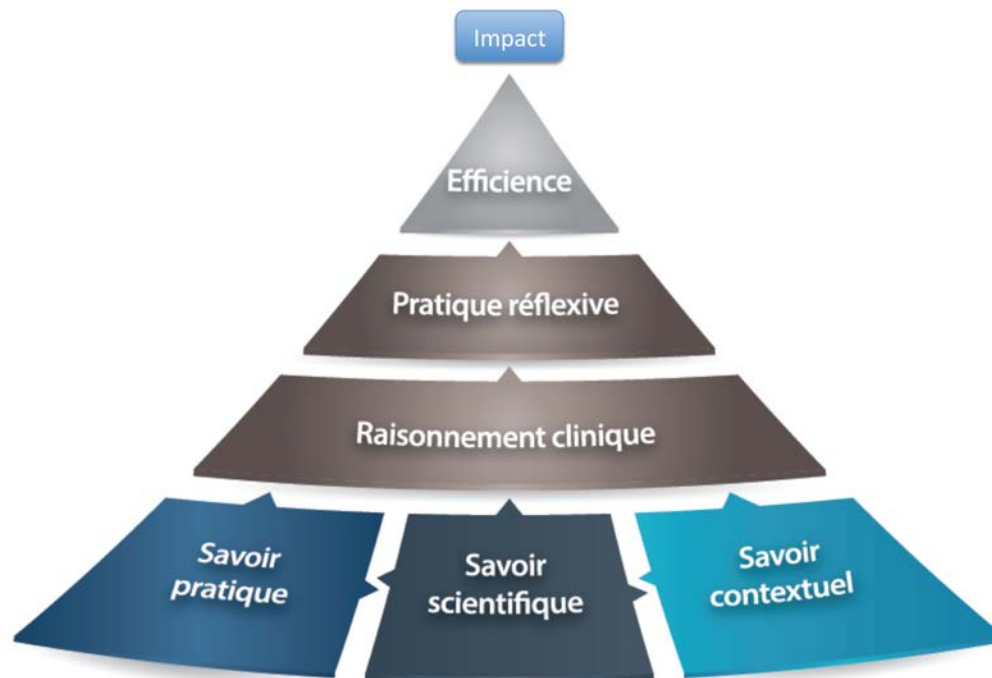 Impact
Efficience
Pratique réflexive
Raisonnement clinique
Savoir
pratique
Savoir
scientifique
Savoir
contextuel